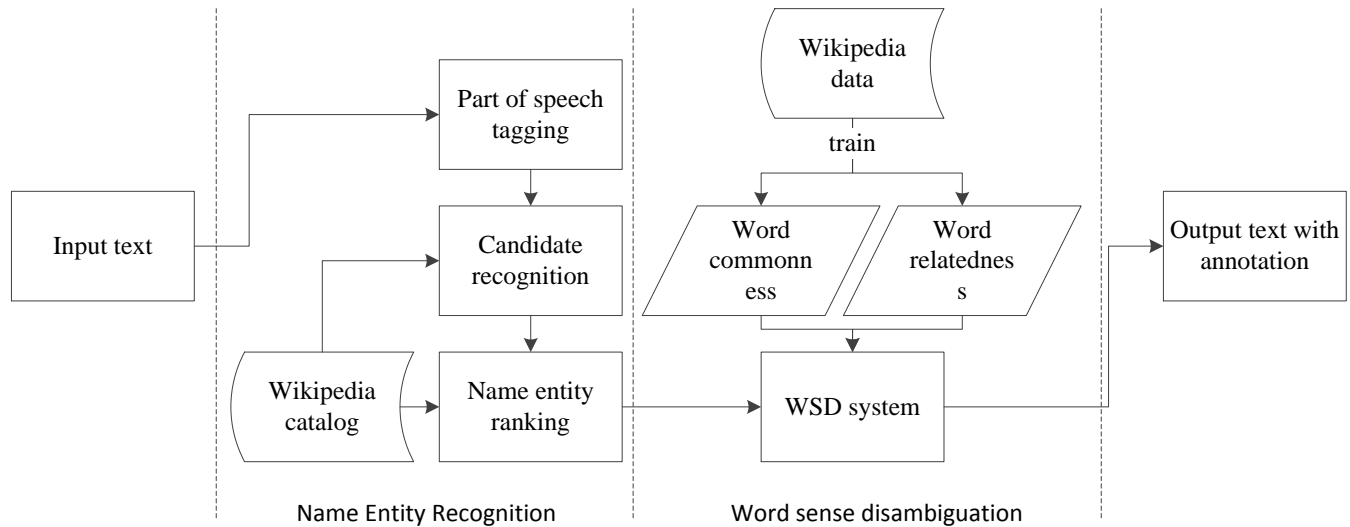 Input text
Part of speech
tagging
Candidate
recognition
Wikipedia
catalog
Name entity
ranking
Name Entity Recognition
Wikipedia
data
train
Word
commonn
ess
Word
relatednes
s
WSD system
Word sense disambiguation
Output text with
annotation